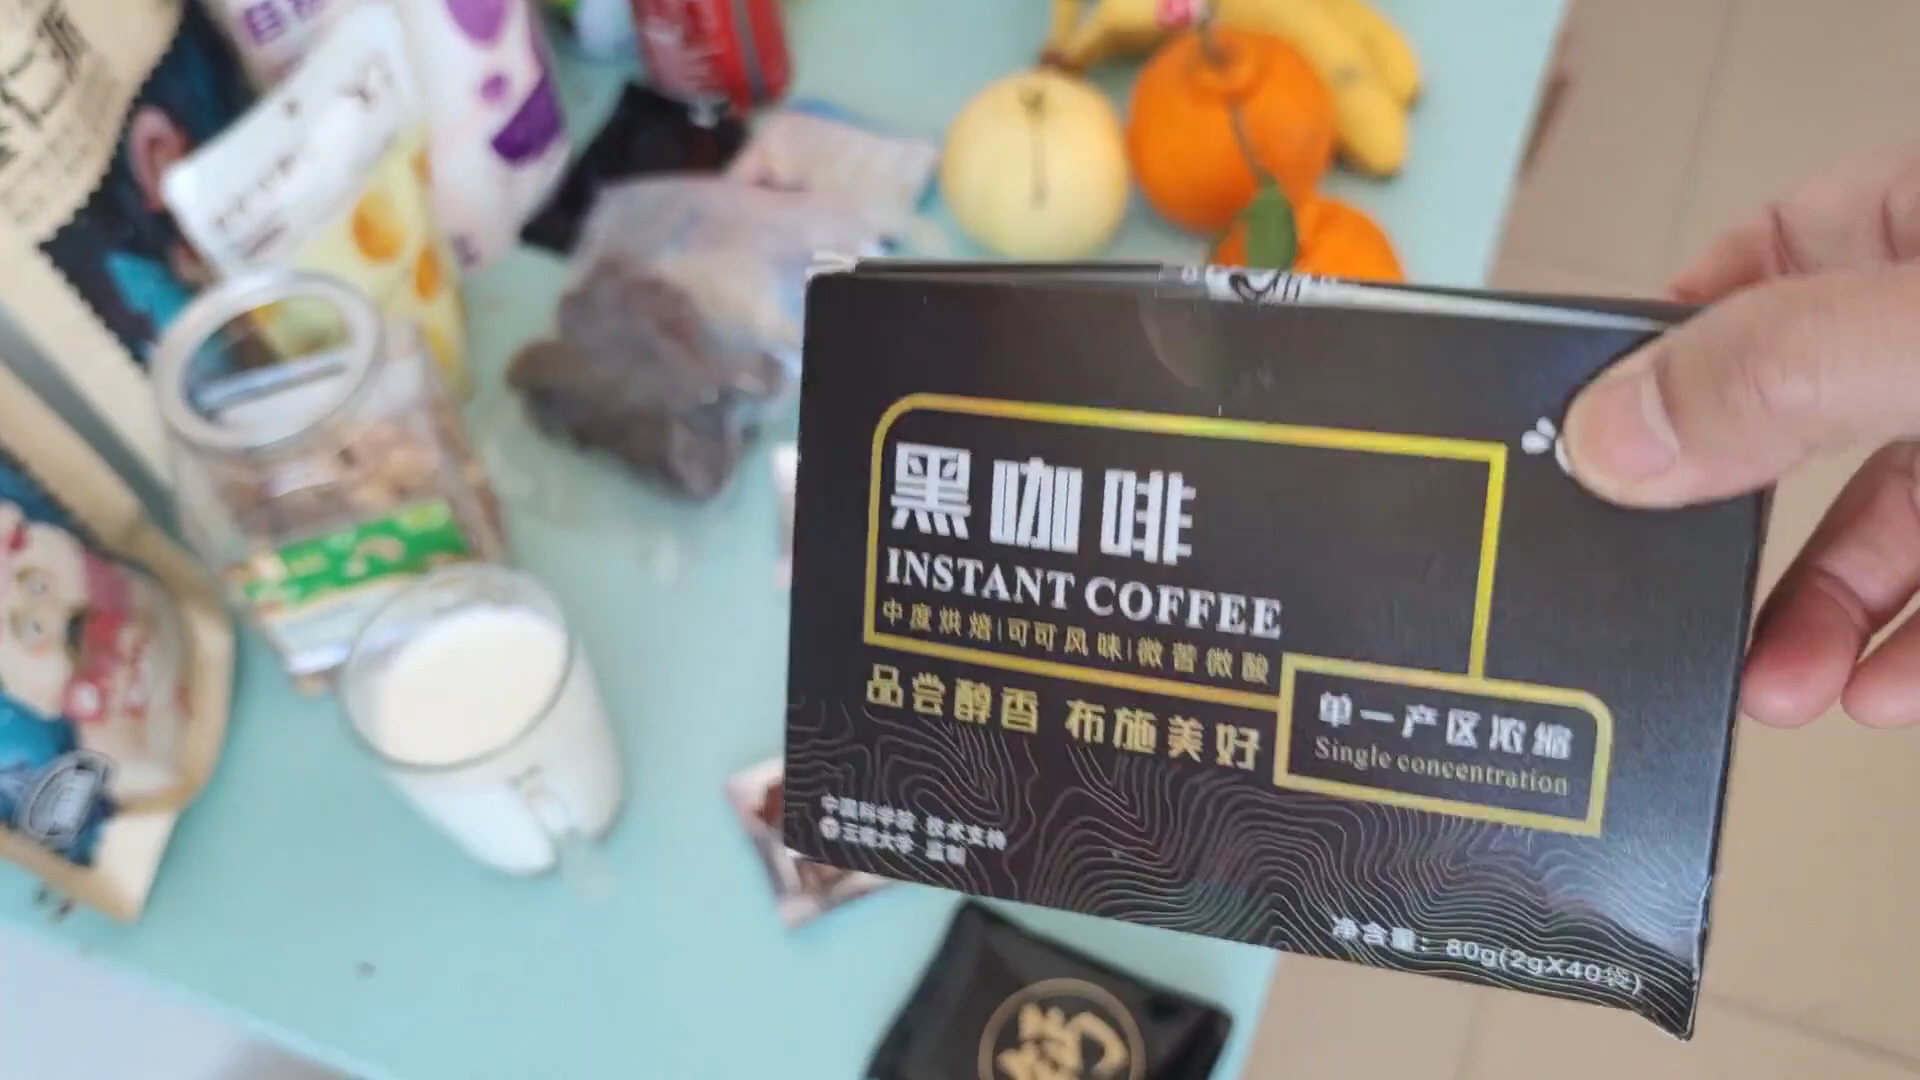 黑咖啡
INSTANT COFFEE
中度烘焙|可可风味|微苦微酸
品尝醇香 布施美好
单一产区浓缩
Single concentration
中国科学院 技术支持
云南大学 监制
净含量：80g(2gX40袋)